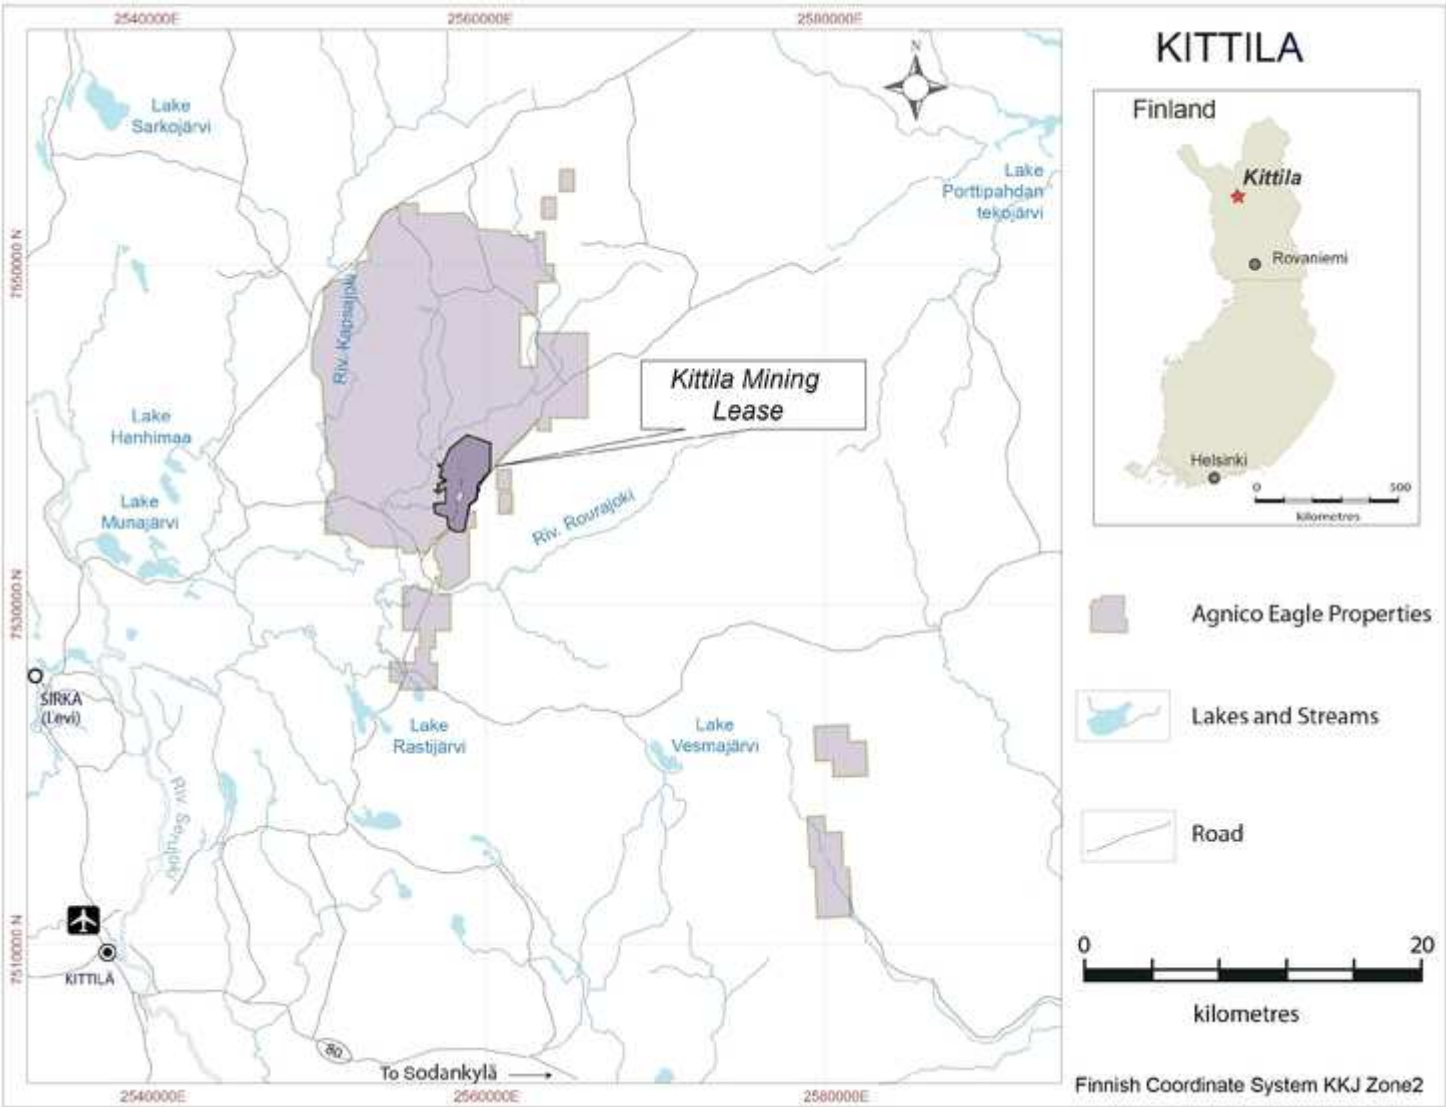 2540000E
2560000E
2580000E
KITTILA
N
Finland
Lake
Sarkojärvi
Lake
Porttipahdan
tekojärvi
Kittila
Rovaniemi
7550000 N
Riv. Kapsajoki
Kittila Mining
Lease
Lake
Hanhimaa
Helsinki
0
500
kilometres
Lake
Munajärvi
Riv. Rourajoki
7530000 N
Agnico Eagle Properties
SIRKA
(Levi)
Lake
Rastijärvi
Lake
Vesmajärvi
Lakes and Streams
Riv. Serujoki
Road
7510000 N
0
20
KITTILÄ
kilometres
80
To Sodankylä
Finnish Coordinate System KKJ Zone2
2540000E
2560000E
2580000E